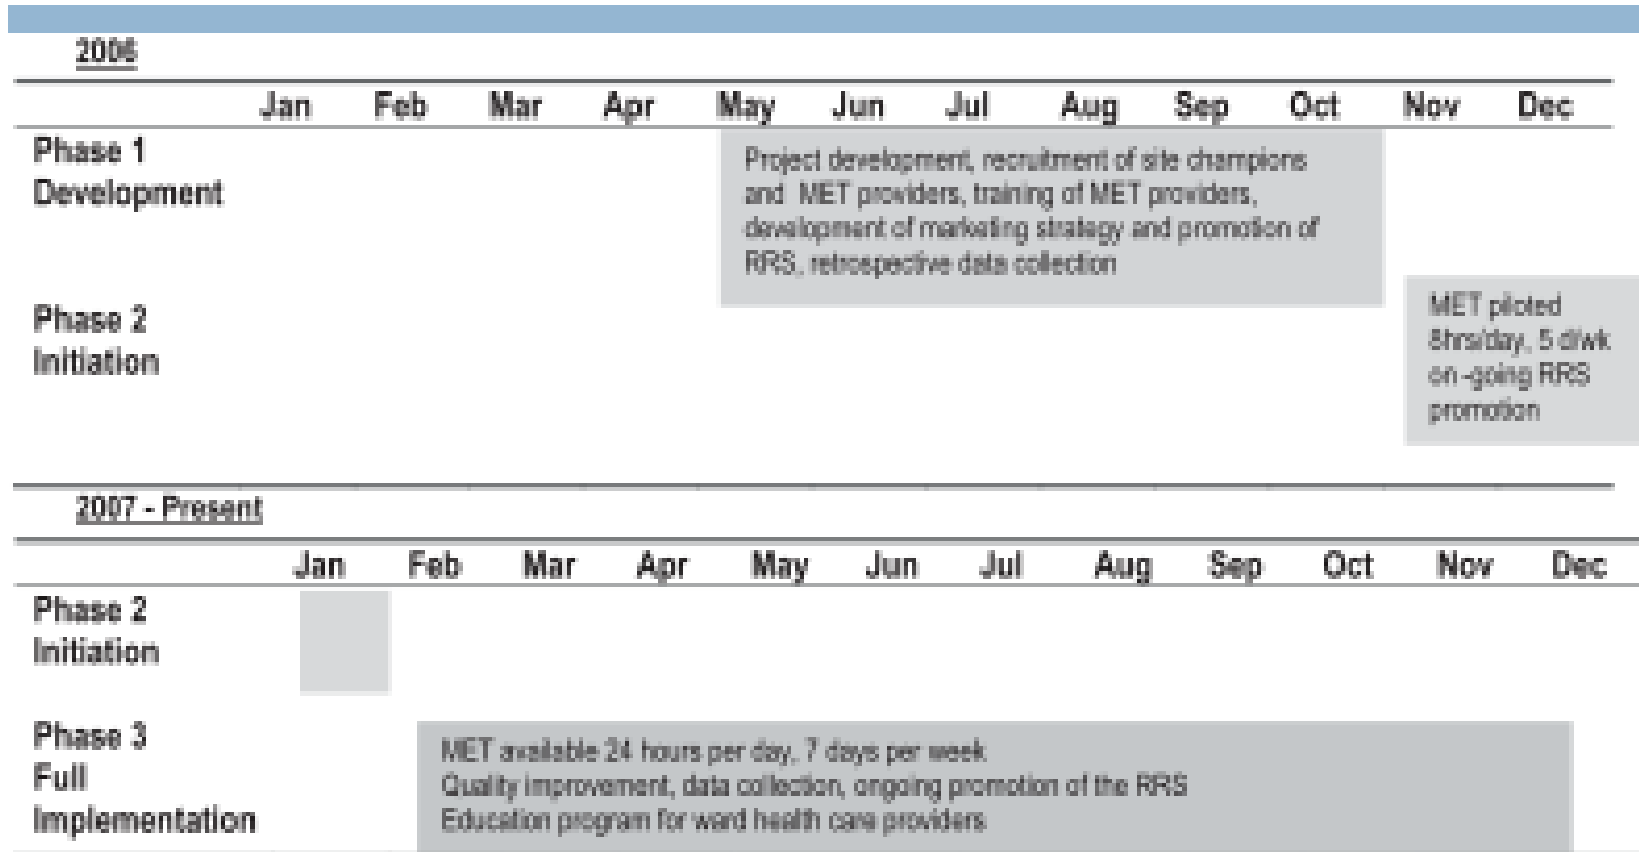 2006
Jan Feb Mar Apr May Jun Jul Aug Sep Oct Nov Dec
Phase 1
Development
Project development, recruitment of site champions
and MET providers, training of MET providers,
development of marketing strategy and promotion of
RRS, retrospective data collection
Phase 2
Initiation
MET piloted
8hrs/day, 5 d/wk
on -going RRS
promotion
2007 - Present
Jan Feb Mar Apr May Jun Jul Aug Sep Oct Nov Dec
Phase 2
Initiation
Phase 3
Full
Implementation
MET available 24 hours per day, 7 days per week
Quality improvement, data collection, ongoing promotion of the RRS
Education program for ward health care providers